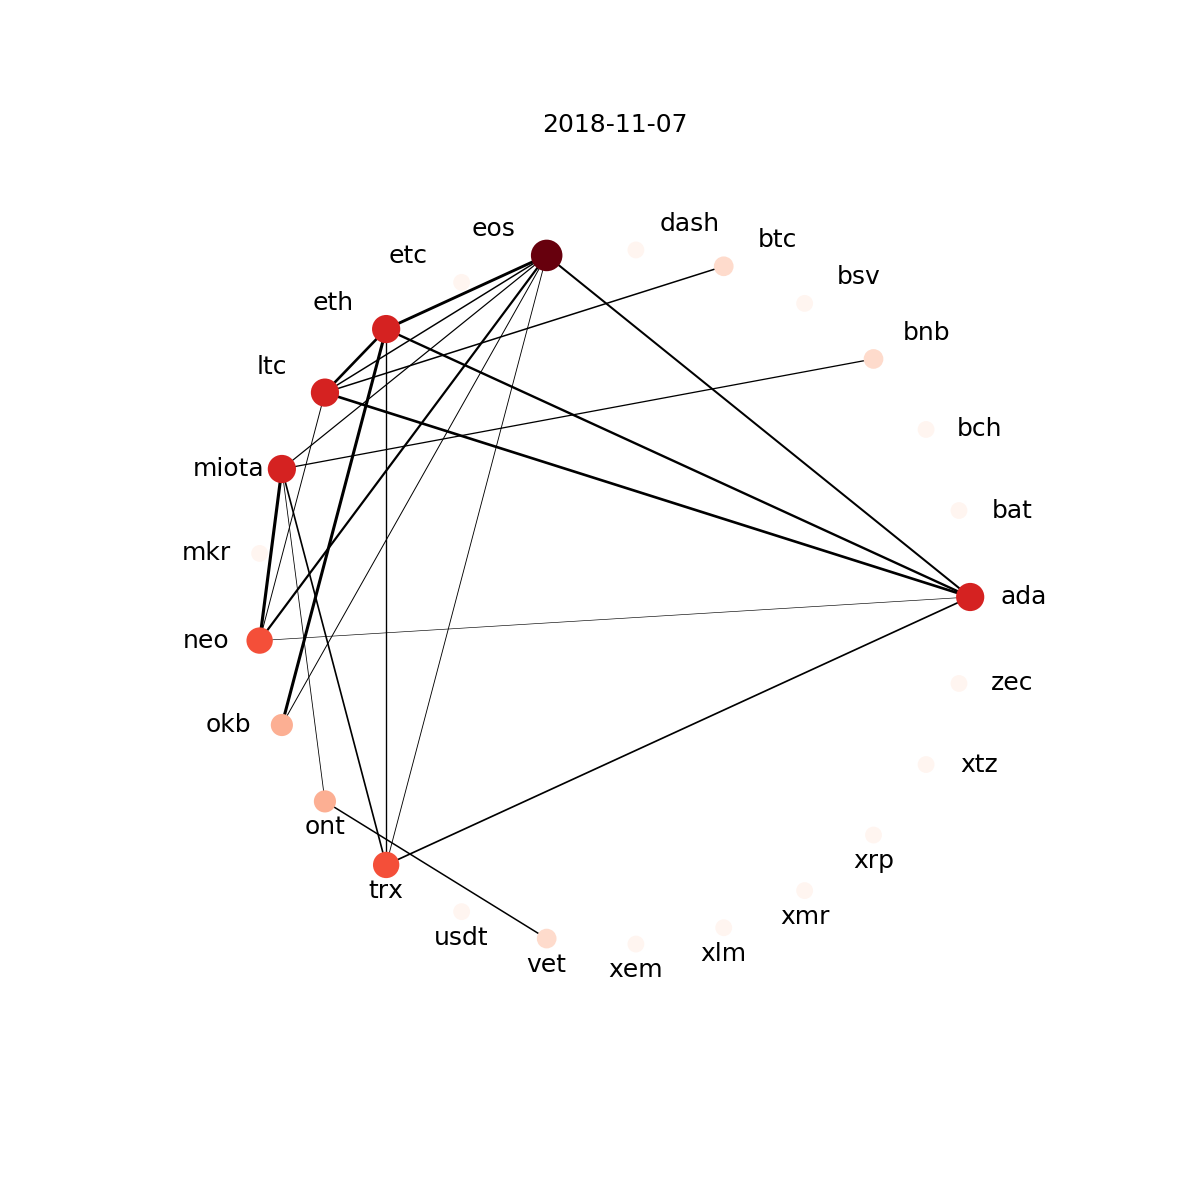 2018-11-07
dash
eos
btc
etc
bsv
eth
bnb
ltc
bch
miota
bat
mkr
ada
neo
zec
okb
xtz
ont
xrp
trx
xmr
usdt
xlm
vet
xem